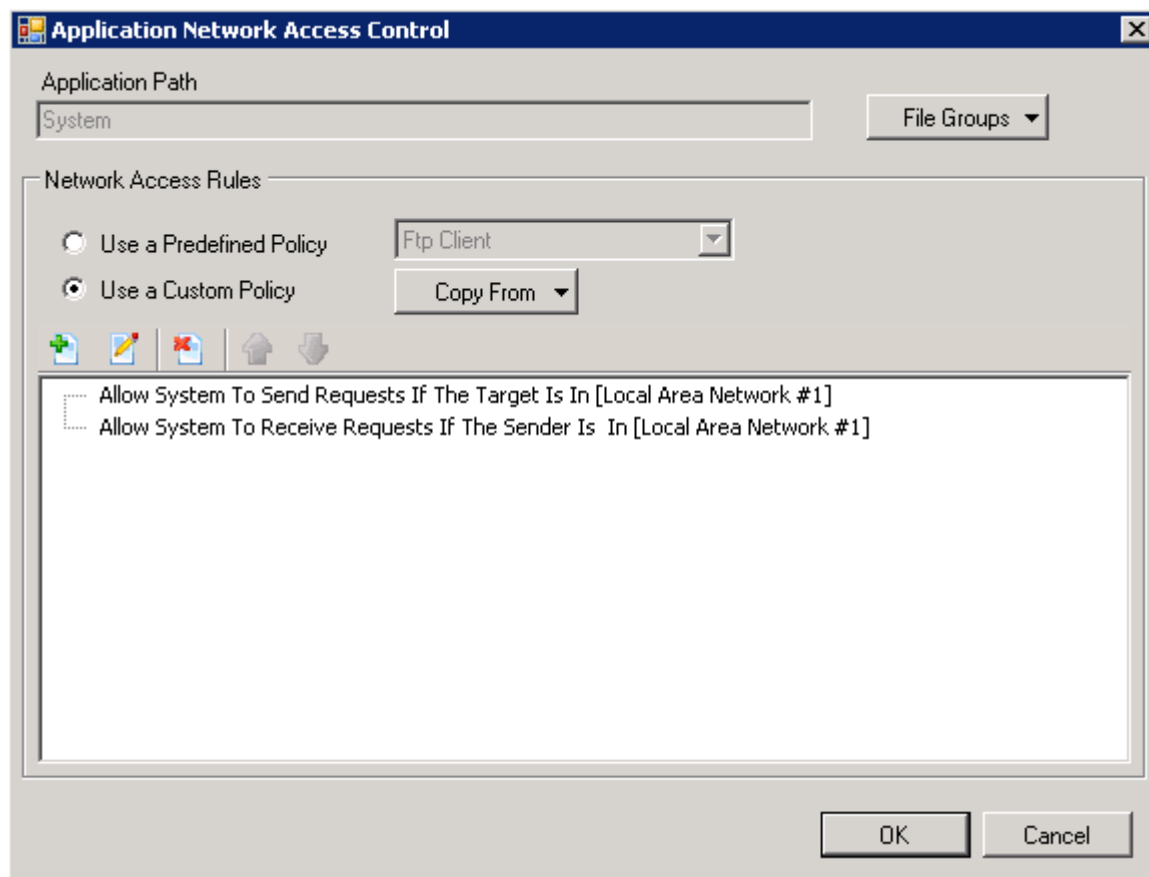 Application Network Access Control
Application Path
System
File Groups
Network Access Rules
Use a Predefined Policy
Ftp Client
Use a Custom Policy
Copy From
Allow System To Send Requests If The Target Is In [Local Area Network #1]
Allow System To Receive Requests If The Sender Is  In [Local Area Network #1]
OK
Cancel